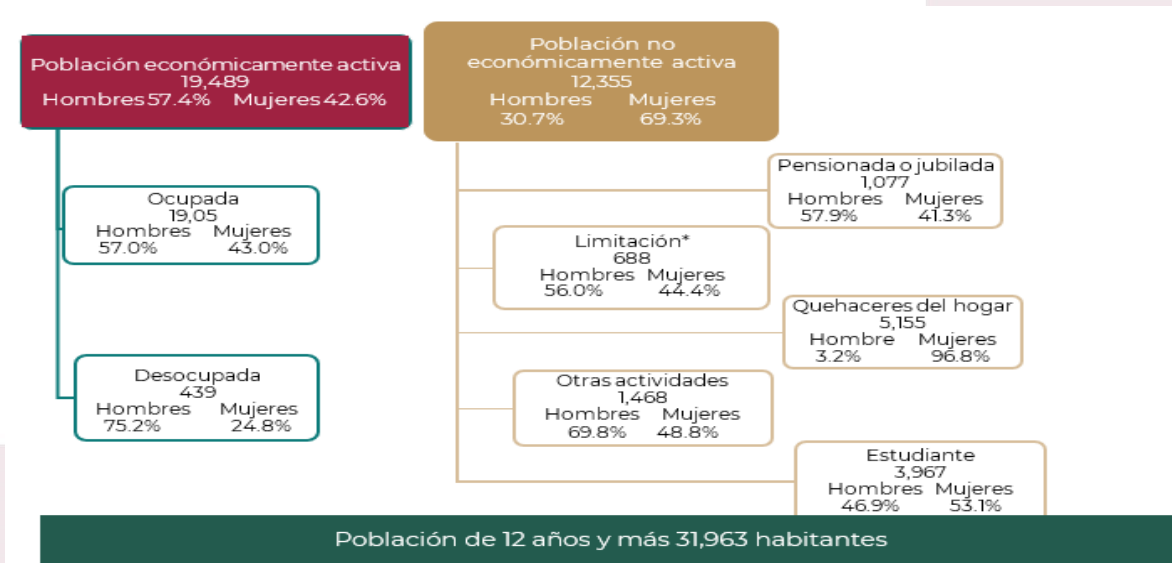 Población económicamente activa
19,489
Hombres 57.4% Mujeres 42.6%
Población no
económicamente activa
12,355
Hombres Mujeres
30.7% 69.3%
Ocupada
19,05
Hombres Mujeres
57.0% 43.0%
Desocupada
439
Hombres Mujeres
75.2% 24.8%
Pensionada o jubilada
1,077
Hombres Mujeres
57.9% 41.3%
Limitación*
688
Hombres Mujeres
56.0% 44.4%
Quehaceres del hogar
5,155
Hombre Mujeres
3.2% 96.8%
Otras actividades
1,468
Hombres Mujeres
69.8% 48.8%
Estudiante
3,967
Hombres Mujeres
46.9% 53.1%
Población de 12 años y más 31,963 habitantes